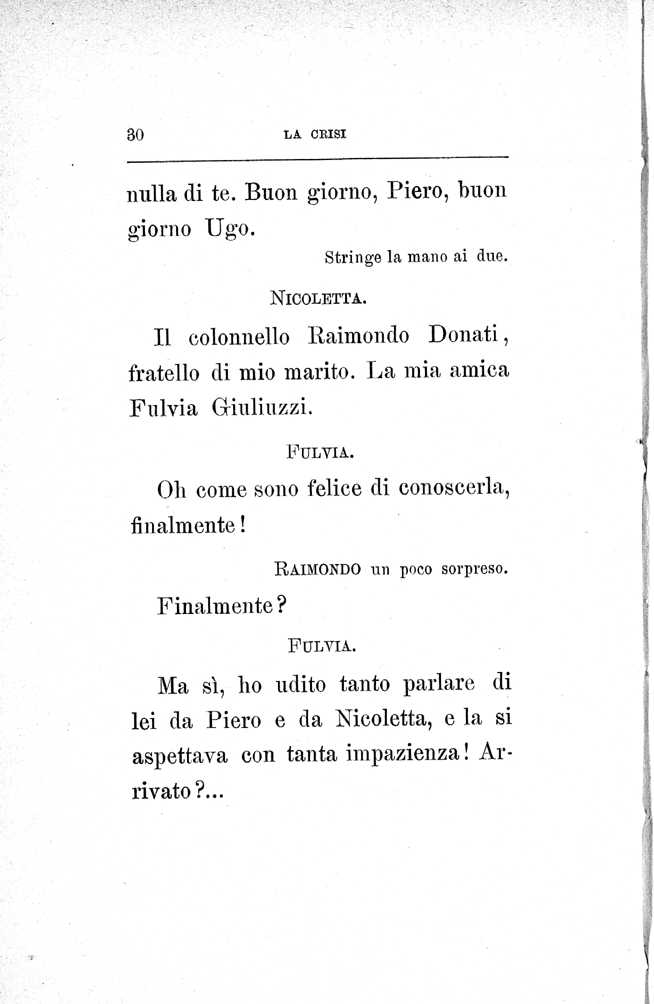 30
LA CRISI
nulla di te. Buon giorno, Piero, buon
giorno Ugo.
Stringe la mano ai due.
NICOLETTA.
Il colonnello Raimondo Donati,
fratello di mio marito. La mia amica
Fulvia Giuliuzzi.
FULVIA.
Oh come sono felice di conoscerla,
finalmente!
RAIMONDO un poco sorpreso.
Finalmente?
FULVIA.
Ma sì, ho udito tanto parlare di
lei da Piero e da Nicoletta, e la si
aspettava con tanta impazienza! Ar-
rivato?...